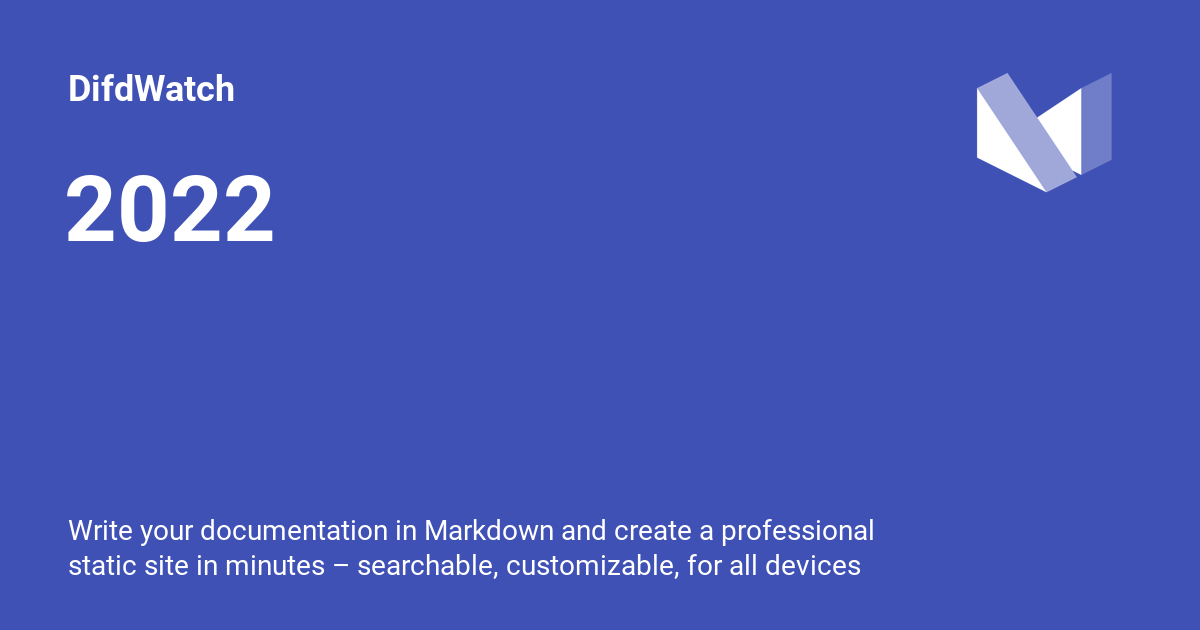 DifdWatch
2022
Write your documentation in Markdown and create a professional
static site in minutes – searchable, customizable, for all devices